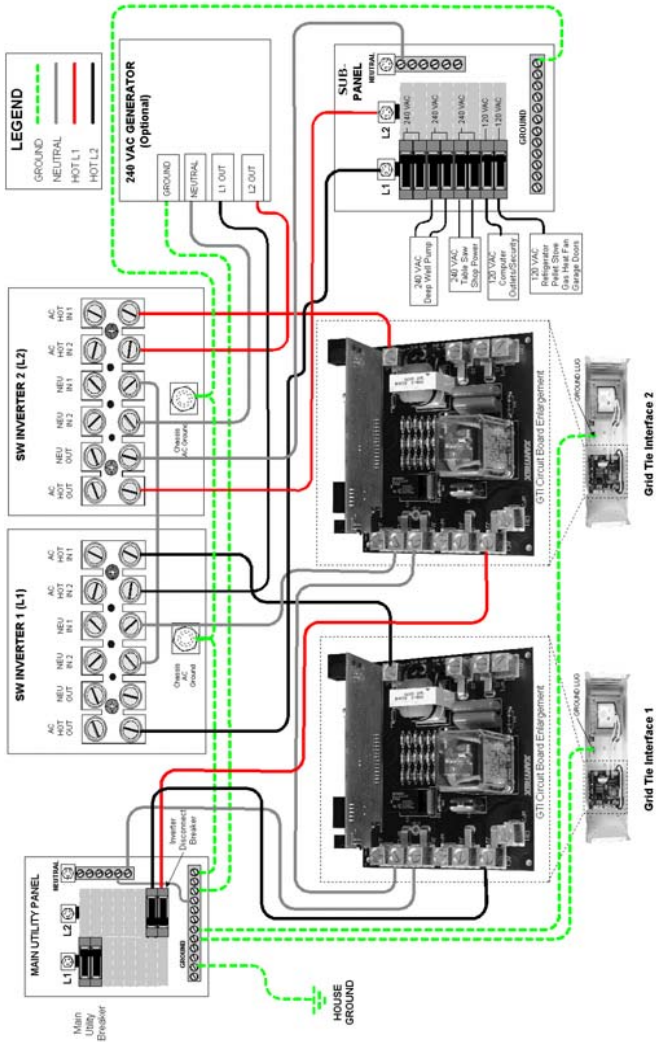 LEGEND
GROUND
NEUTRAL
HOT L1
HOT L2
240 VAC GENERATOR
(Optional)
GROUND
NEUTRAL
L1 OUT
L2 OUT
SW INVERTER 2 (L2)
AC
HOT
OUT
NEU
OUT
NEU
IN 2
NEU
IN 1
AC
HOT
IN 2
AC
HOT
IN 1
Chassis
AC Ground
SW INVERTER 1 (L1)
AC
HOT
OUT
NEU
OUT
NEU
IN 2
NEU
IN 1
AC
HOT
IN 2
AC
HOT
IN 1
Chassis
AC
Ground
MAIN UTILITY PANEL
L1
L2
NEUTRAL
Main
Utility
Breaker
Inverter
Disconnect
Breaker
GROUND
HOUSE
GROUND
SUB-
PANEL
L1
L2
NEUTRAL
240 VAC
240 VAC
240 VAC
120 VAC
120 VAC
GROUND
240 VAC
Deep Well Pump
240 VAC
Table Saw
Shop Power
120 VAC
Computer
Outlets/Security
120 VAC
Refrigerator
Pellet Stove
Gas Heat Fan
Garage Doors
XANTREX
GTI Circuit Board Enlargement
XANTREX
GTI Circuit Board Enlargement
GROUND LUG
Grid Tie Interface 1
GROUND LUG
Grid Tie Interface 2